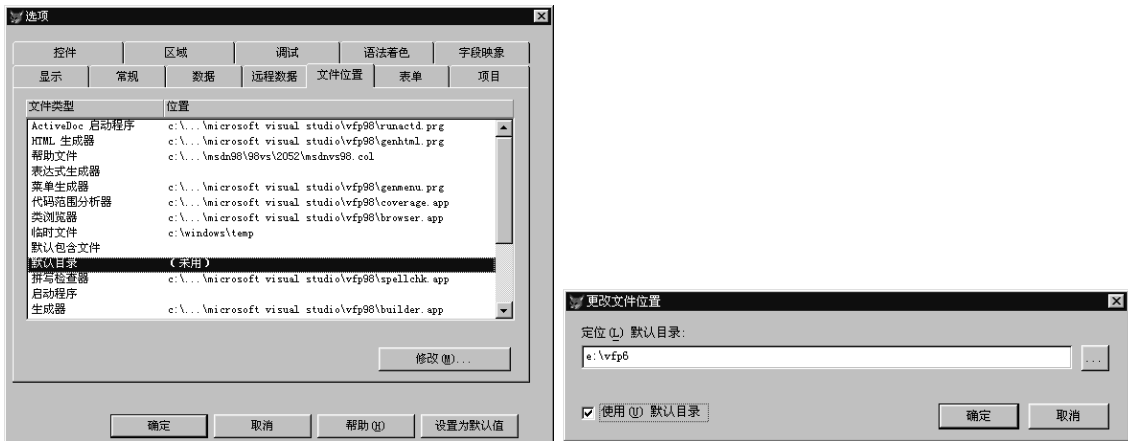 选项
控件 区域 调试 语法着色 字段映象
显示 常规 数据 远程数据 文件位置 表单 项目
文件类型 位置
ActiveDoc 启动程序 c:\...\microsoft visual studio\vfp98\runactd.prg
HTML 生成器 c:\...\microsoft visual studio\vfp98\genhtml.prg
帮助文件 c:\...\msdn98\98vs\2052\msdnvs98.col
表达式生成器
菜单生成器 c:\...\microsoft visual studio\vfp98\genmenu.prg
代码范围分析器 c:\...\microsoft visual studio\vfp98\coverage.app
类浏览器 c:\...\microsoft visual studio\vfp98\browser.app
临时文件 c:\windows\temp
默认包含文件
默认目录 (采用)
拼写检查器 c:\...\microsoft visual studio\vfp98\spellchk.app
启动程序
生成器 c:\...\microsoft visual studio\vfp98\builder.app
修改(M)...
确定 取消 帮助(H) 设置为默认值
更改文件位置
定位(L) 默认目录:
e:\vfp6 ...
使用(U) 默认目录
确定 取消